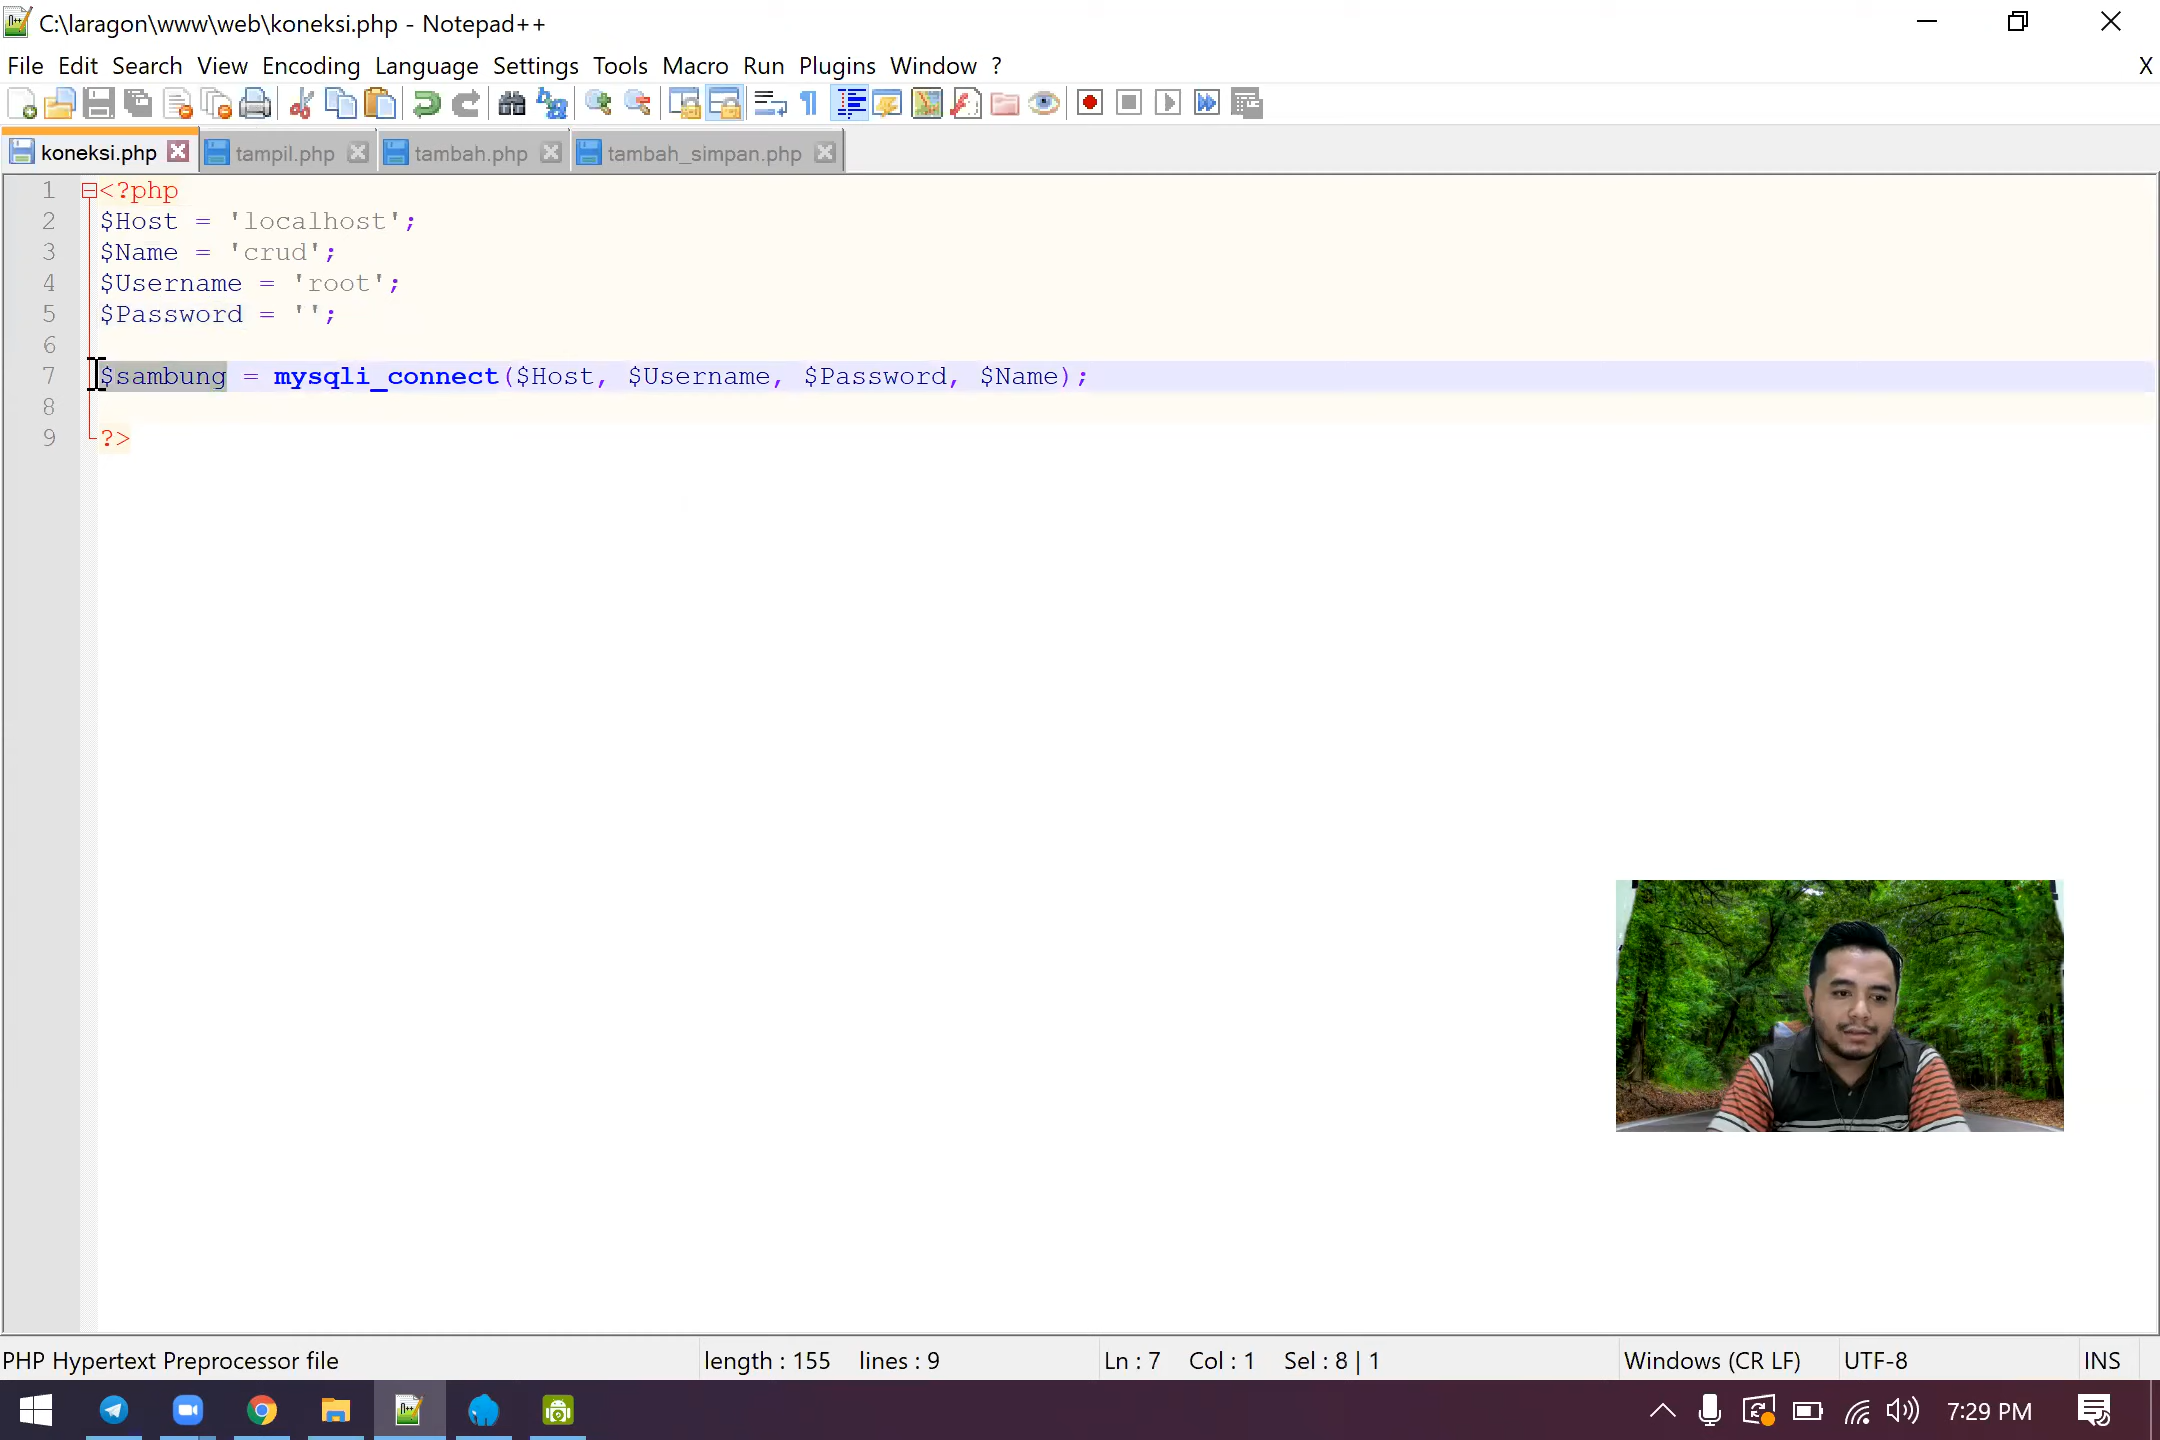 C:\laragon\www\web\koneksi.php - Notepad++
File Edit Search View Encoding Language Settings Tools Macro Run Plugins Window ? X
koneksi.php tampil.php tambah.php tambah_simpan.php
1 <?php
2 $Host = 'localhost';
3 $Name = 'crud';
4 $Username = 'root';
5 $Password = '';
6
7 $sambung = mysqli_connect($Host, $Username, $Password, $Name);
8
9 ?>
PHP Hypertext Preprocessor file length : 155 lines : 9 Ln : 7 Col : 1 Sel : 8 | 1 Windows (CR LF) UTF-8 INS
7:29 PM